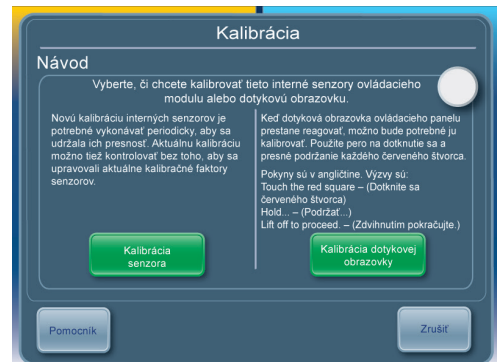 Kalibrácia
Návod
Vyberte, či chcete kalibrovať tieto interné senzory ovládacieho
modulu alebo dotykovú obrazovku.
Novú kalibráciu interných senzorov je
potrebné vykonávať periodicky, aby sa
udržala ich presnosť. Aktuálnu kalibráciu
možno tiež kontrolovať bez toho, aby sa
upravovali aktuálne kalibračné faktory
senzorov.
Keď dotyková obrazovka ovládacieho panelu
prestane reagovať, možno bude potrebné ju
kalibrovať. Použite pero na dotknutie sa a
presné podržanie každého červeného štvorca.
Pokyny sú v angličtine. Výzvy sú:
Touch the red square – (Dotknite sa
červeného štvorca)
Hold... – (Podržať...)
Lift off to proceed. – (Zdvihnutím pokračujte.)
Kalibrácia
senzora
Kalibrácia dotykovej
obrazovky
Pomocník
Zrušiť